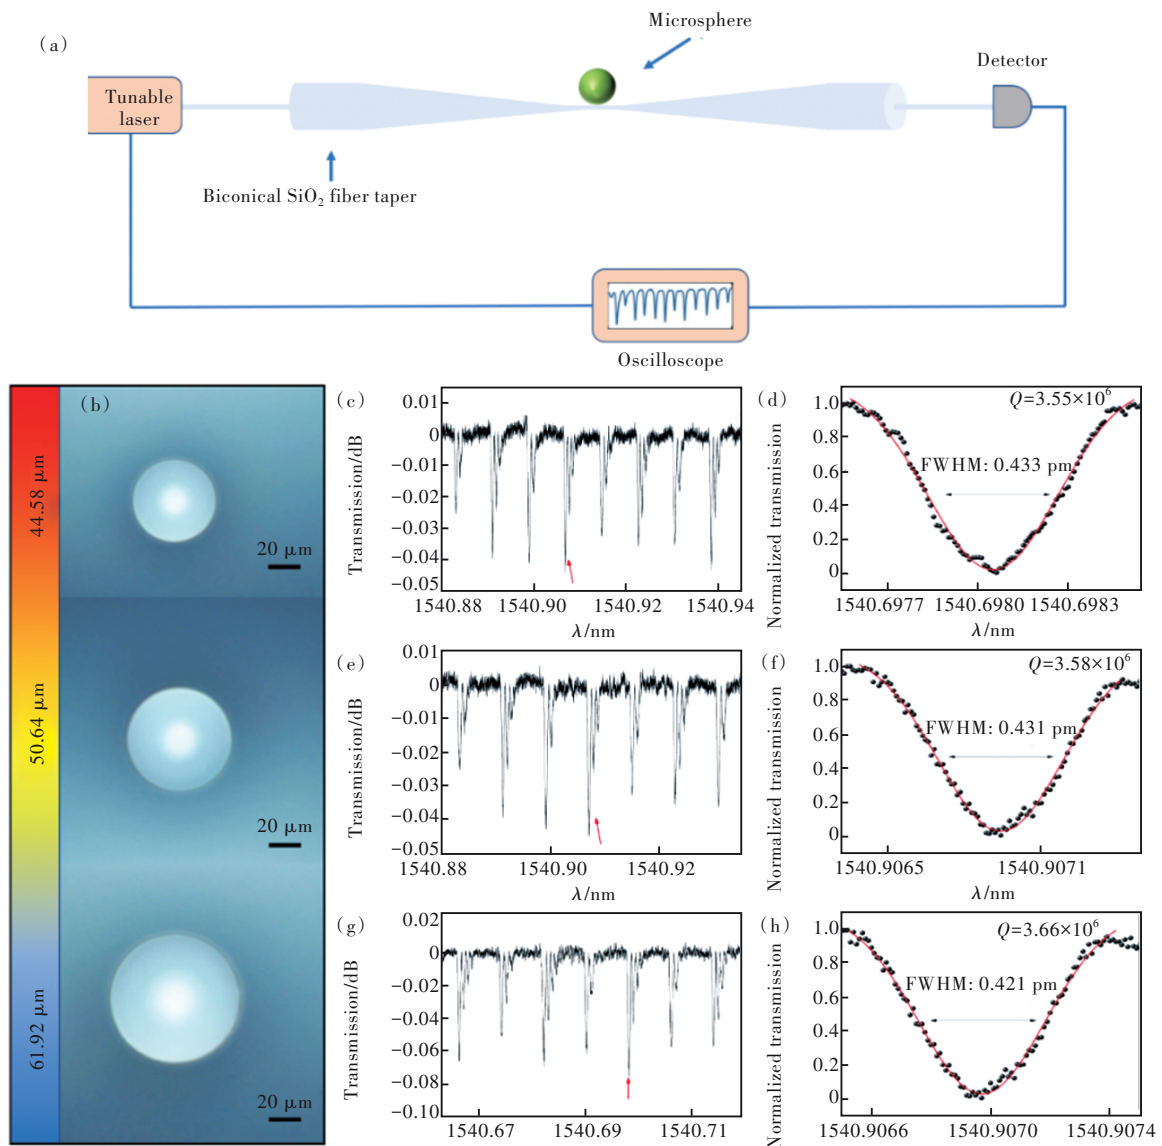 (a)
Microsphere
Detector
Tunable
laser
Biconical SiO₂ fiber taper
Oscilloscope
(b)
44.58 μm
50.64 μm
61.92 μm
20 μm
20 μm
20 μm
(c)
Transmission/dB
0.01
0
−0.01
−0.02
−0.03
−0.04
−0.05
1540.88 1540.90 1540.92 1540.94
λ/nm
(d)
Normalized transmission
Q=3.55×10⁶
FWHM: 0.433 pm
1.0
0.8
0.6
0.4
0.2
0
1540.6977 1540.6980 1540.6983
λ/nm
(e)
Transmission/dB
0.01
0
−0.01
−0.02
−0.03
−0.04
−0.05
1540.88 1540.90 1540.92
λ/nm
(f)
Normalized transmission
Q=3.58×10⁶
FWHM: 0.431 pm
1.0
0.8
0.6
0.4
0.2
0
1540.9065 1540.9071
λ/nm
(g)
Transmission/dB
0.02
0
−0.02
−0.04
−0.06
−0.08
−0.10
1540.67 1540.69 1540.71
(h)
Normalized transmission
Q=3.66×10⁶
FWHM: 0.421 pm
1.0
0.8
0.6
0.4
0.2
0
1540.9066 1540.9070 1540.9074